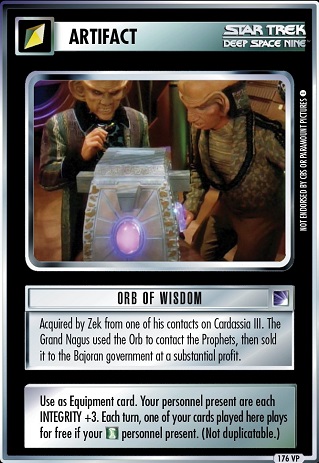 ARTIFACT
STAR TREK
DEEP SPACE NINE
NOT ENDORSED BY CBS OR PARAMOUNT PICTURES
ORB OF WISDOM
Acquired by Zek from one of his contacts on Cardassia III. The
Grand Nagus used the Orb to contact the Prophets, then sold
it to the Bajoran government at a substantial profit.
Use as Equipment card. Your personnel present are each
INTEGRITY +3. Each turn, one of your cards played here plays
for free if your personnel present. (Not duplicatable.)
176 VP